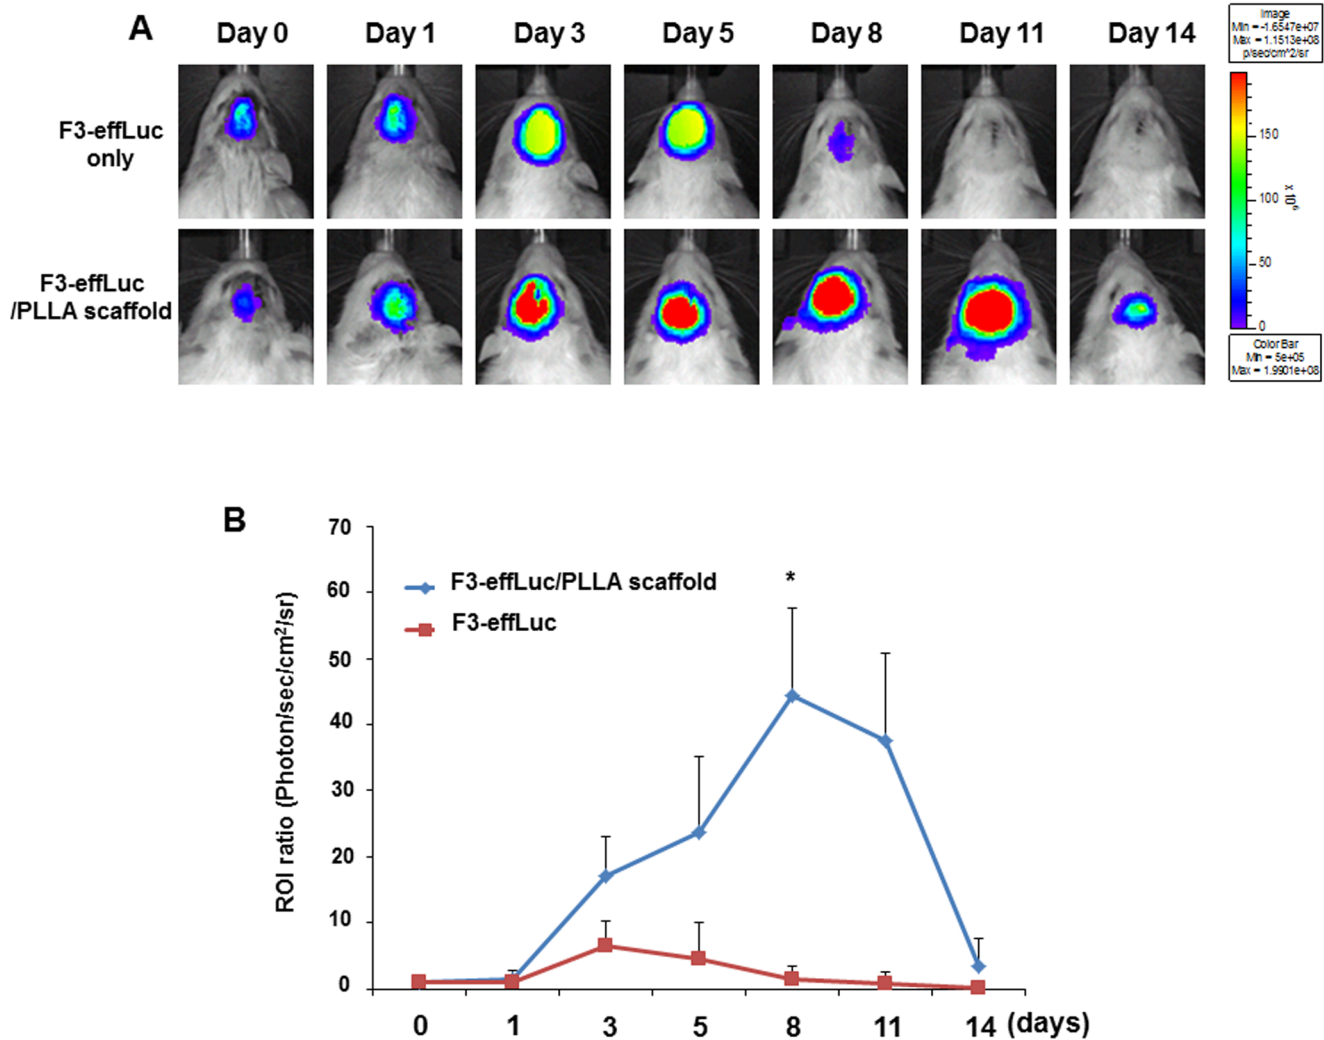 A
Day 0 Day 1 Day 3 Day 5 Day 8 Day 11 Day 14
Image
Min = -1.6547e+07
Max = 1.1513e+08
p/sec/cm^2/sr
F3-effLuc
only
F3-effLuc
/PLLA scaffold
150
100
50
0
x 10⁶
Color Bar
Min = 5e+05
Max = 1.9901e+08
B
ROI ratio (Photon/sec/cm²/sr)
70
60
50
40
30
20
10
0
F3-effLuc/PLLA scaffold
F3-effLuc
*
0 1 3 5 8 11 14 (days)